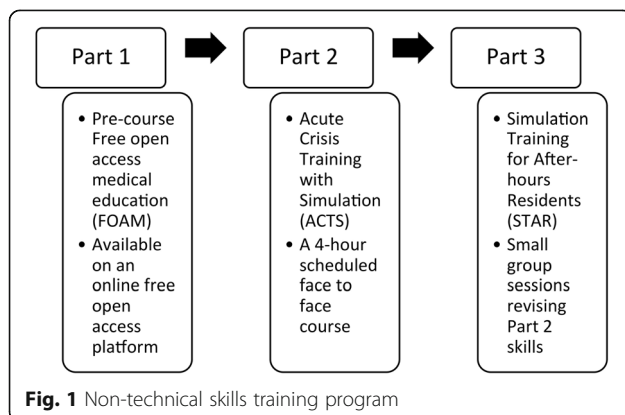 Part 1
Part 2
Part 3
• Pre-course
Free open
access
medical
education
(FOAM)
• Available
on an
online free
open
access
platform
• Acute
Crisis
Training
with
Simulation
(ACTS)
• A 4-hour
scheduled
face to
face
course
• Simulation
Training
for After-
hours
Residents
(STAR)
• Small
group
sessions
revising
Part 2
skills
Fig. 1 Non-technical skills training program